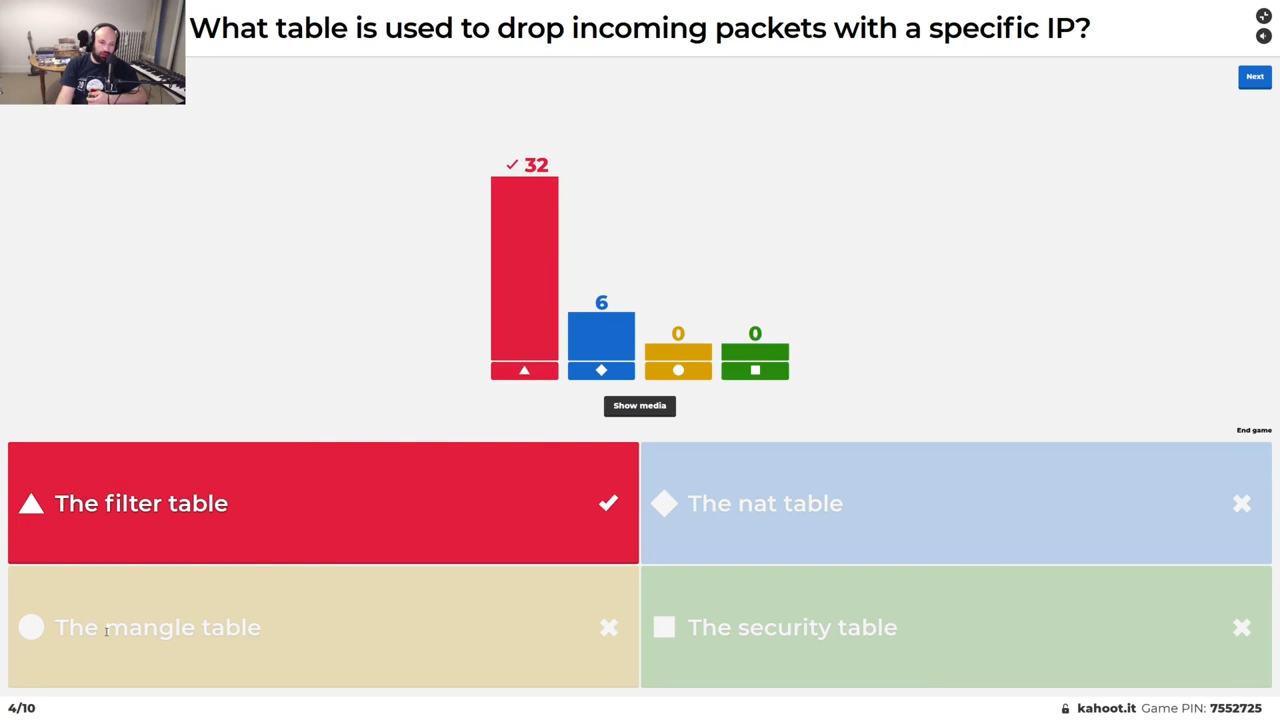 What table is used to drop incoming packets with a specific IP?
Next
32
6
0
0
Show media
End game
The filter table
The nat table
The mangle table
The security table
4/10
kahoot.it Game PIN: 7552725